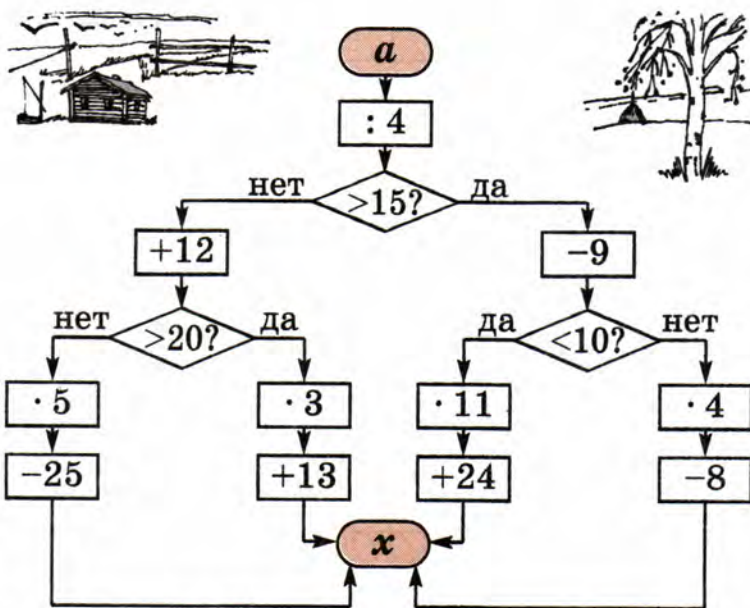 a
: 4
нет >15? да
+12 −9
нет >20? да да <10? нет
· 5 · 3 · 11 · 4
−25 +13 +24 −8
x